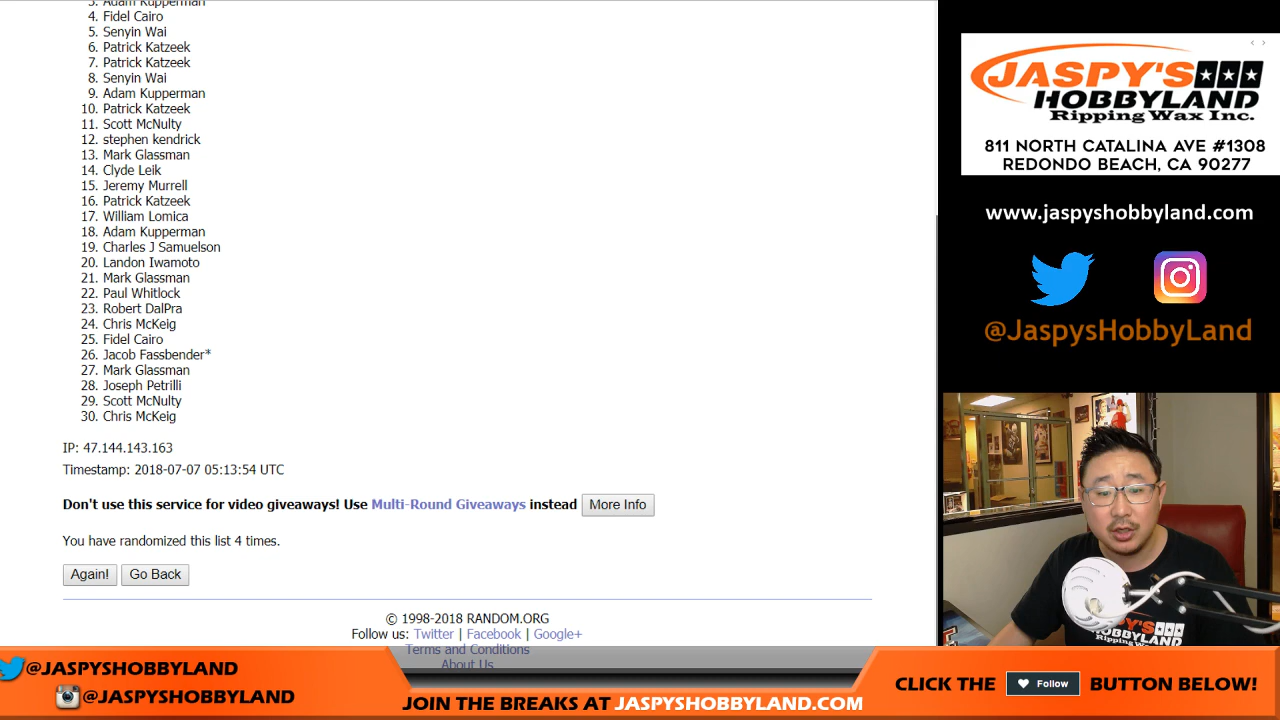 3. Adam Kupperman
4. Fidel Cairo
5. Senyin Wai
6. Patrick Katzeek
7. Patrick Katzeek
8. Senyin Wai
9. Adam Kupperman
10. Patrick Katzeek
11. Scott McNulty
12. stephen kendrick
13. Mark Glassman
14. Clyde Leik
15. Jeremy Murrell
16. Patrick Katzeek
17. William Lomica
18. Adam Kupperman
19. Charles J Samuelson
20. Landon Iwamoto
21. Mark Glassman
22. Paul Whitlock
23. Robert DalPra
24. Chris McKeig
25. Fidel Cairo
26. Jacob Fassbender*
27. Mark Glassman
28. Joseph Petrilli
29. Scott McNulty
30. Chris McKeig
IP: 47.144.143.163
Timestamp: 2018-07-07 05:13:54 UTC
Don't use this service for video giveaways! Use Multi-Round Giveaways instead More Info
You have randomized this list 4 times.
Again! Go Back
© 1998-2018 RANDOM.ORG
Follow us: Twitter | Facebook | Google+
Terms and Conditions
About Us
JASPY'S
HOBBYLAND
Ripping Wax Inc.
811 NORTH CATALINA AVE #1308
REDONDO BEACH, CA 90277
www.jaspyshobbyland.com
@JaspysHobbyLand
JASPY'S
HOBBYLAND
Ripping Wax Inc.
@JASPYSHOBBYLAND
@JASPYSHOBBYLAND
JOIN THE BREAKS AT JASPYSHOBBYLAND.COM
CLICK THE Follow BUTTON BELOW!